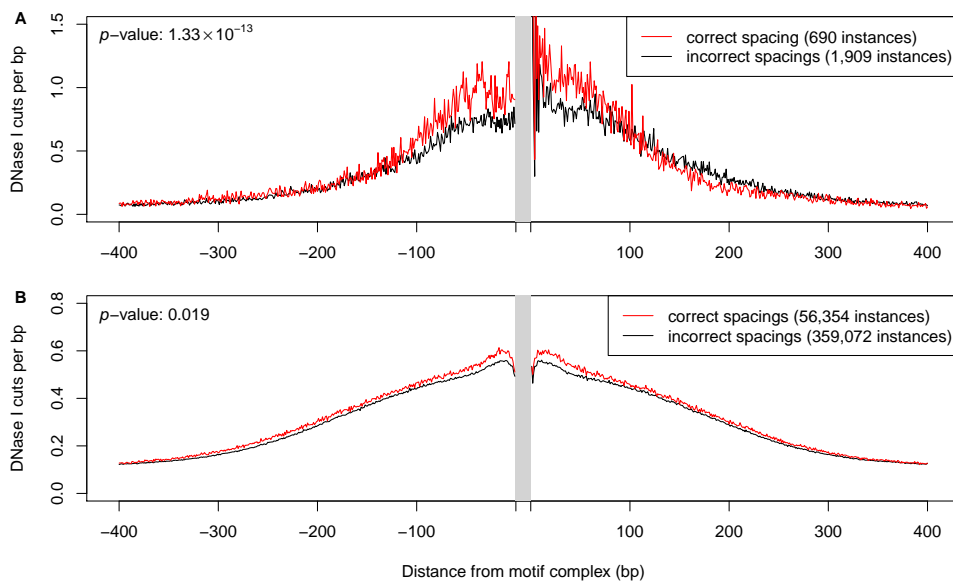 A
p−value: 1.33×10−13
correct spacing (690 instances)
incorrect spacings (1,909 instances)
DNase I cuts per bp
1.5
1.0
0.5
0.0
−400 −300 −200 −100 100 200 300 400
B
p−value: 0.019
correct spacings (56,354 instances)
incorrect spacings (359,072 instances)
DNase I cuts per bp
0.8
0.6
0.4
0.2
0.0
−400 −300 −200 −100 100 200 300 400
Distance from motif complex (bp)